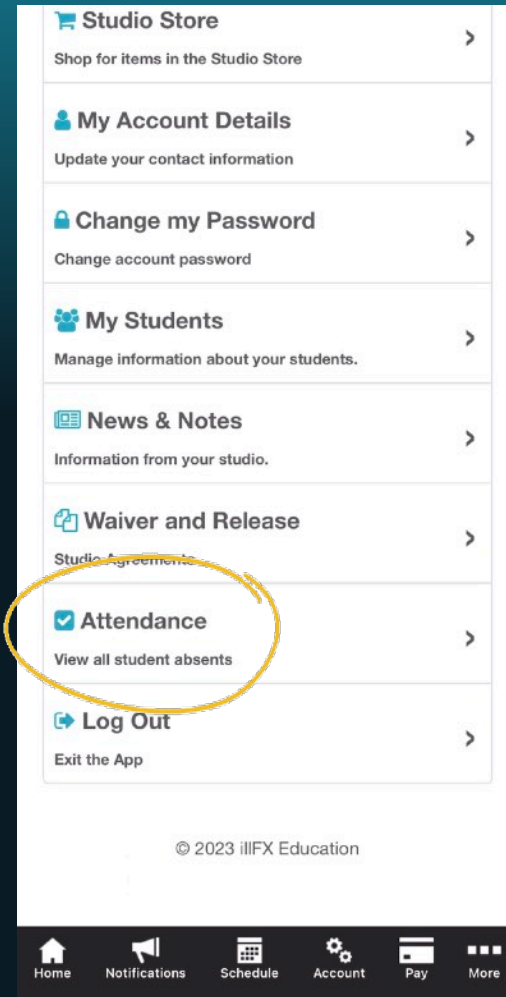 Studio Store
Shop for items in the Studio Store
My Account Details
Update your contact information
Change my Password
Change account password
My Students
Manage information about your students.
News & Notes
Information from your studio.
Waiver and Release
Studio Agreements
Attendance
View all student absents
Log Out
Exit the App
© 2023 illFX Education
Home Notifications Schedule Account Pay More